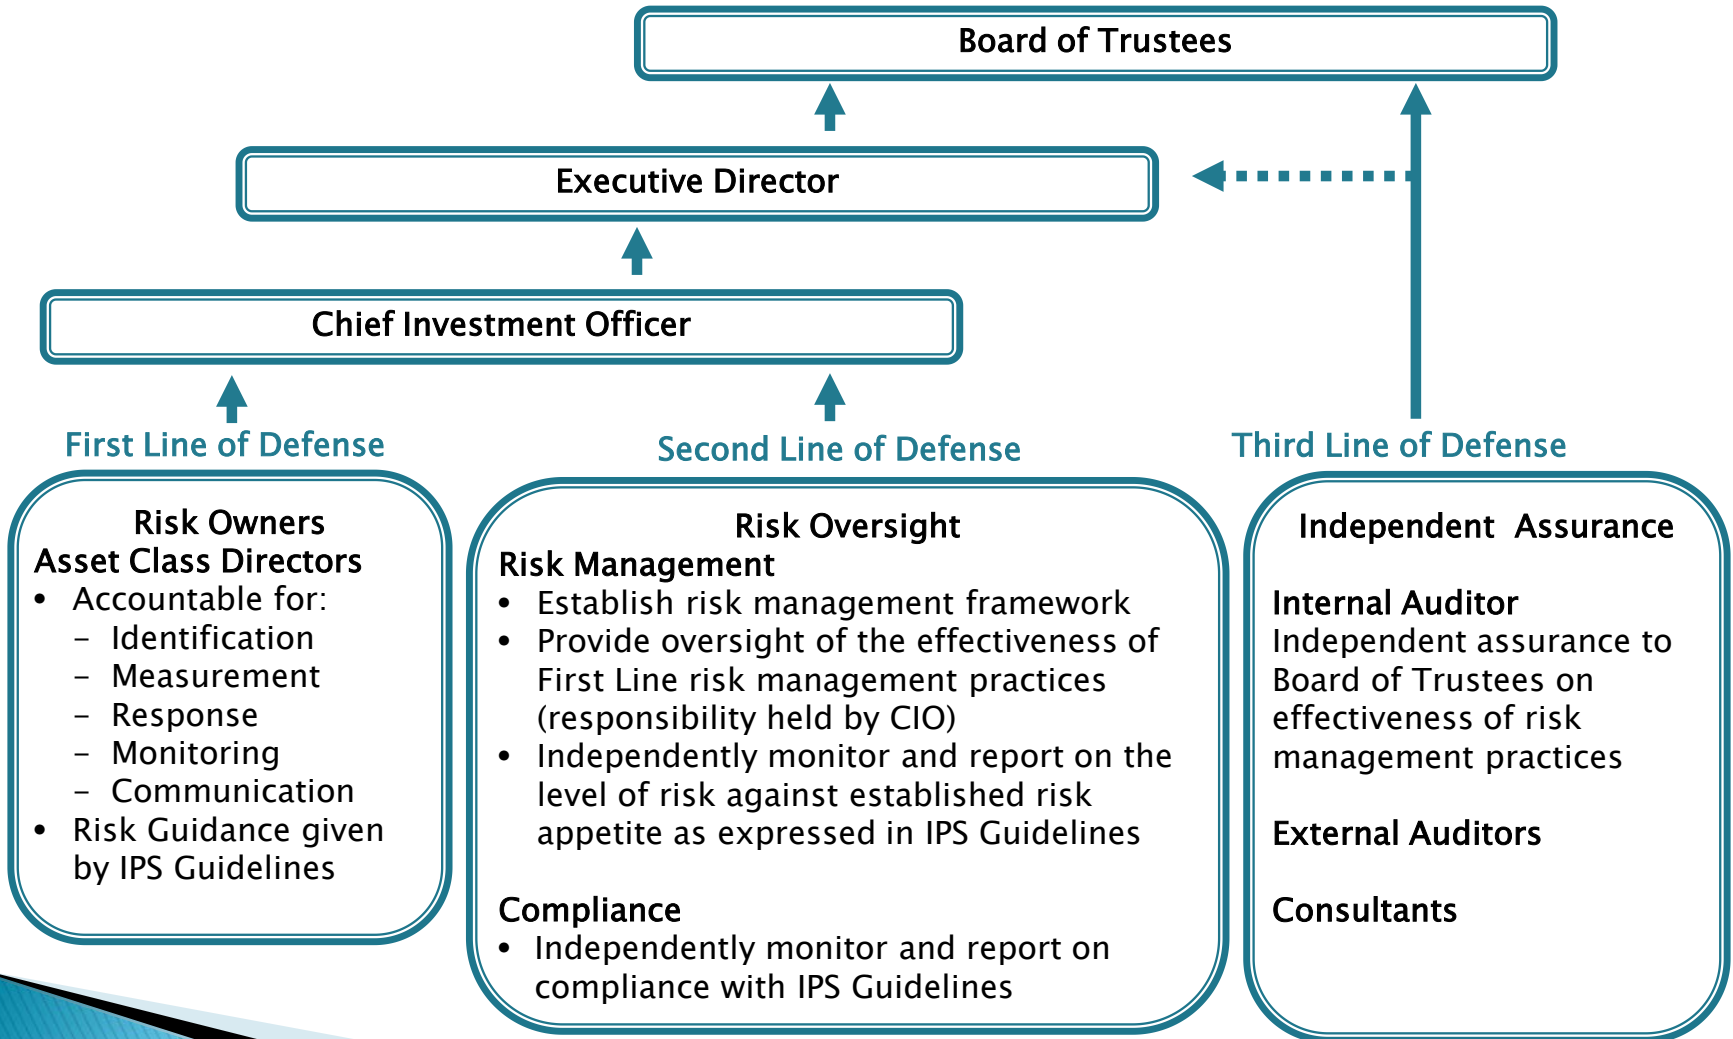 Board of Trustees
Executive Director
Chief Investment Officer
First Line of Defense
Risk Owners
Asset Class Directors
• Accountable for:
– Identification
– Measurement
– Response
– Monitoring
– Communication
• Risk Guidance given
by IPS Guidelines
Second Line of Defense
Risk Oversight
Risk Management
• Establish risk management framework
• Provide oversight of the effectiveness of
First Line risk management practices
(responsibility held by CIO)
• Independently monitor and report on the
level of risk against established risk
appetite as expressed in IPS Guidelines
Compliance
• Independently monitor and report on
compliance with IPS Guidelines
Third Line of Defense
Independent Assurance
Internal Auditor
Independent assurance to
Board of Trustees on
effectiveness of risk
management practices
External Auditors
Consultants